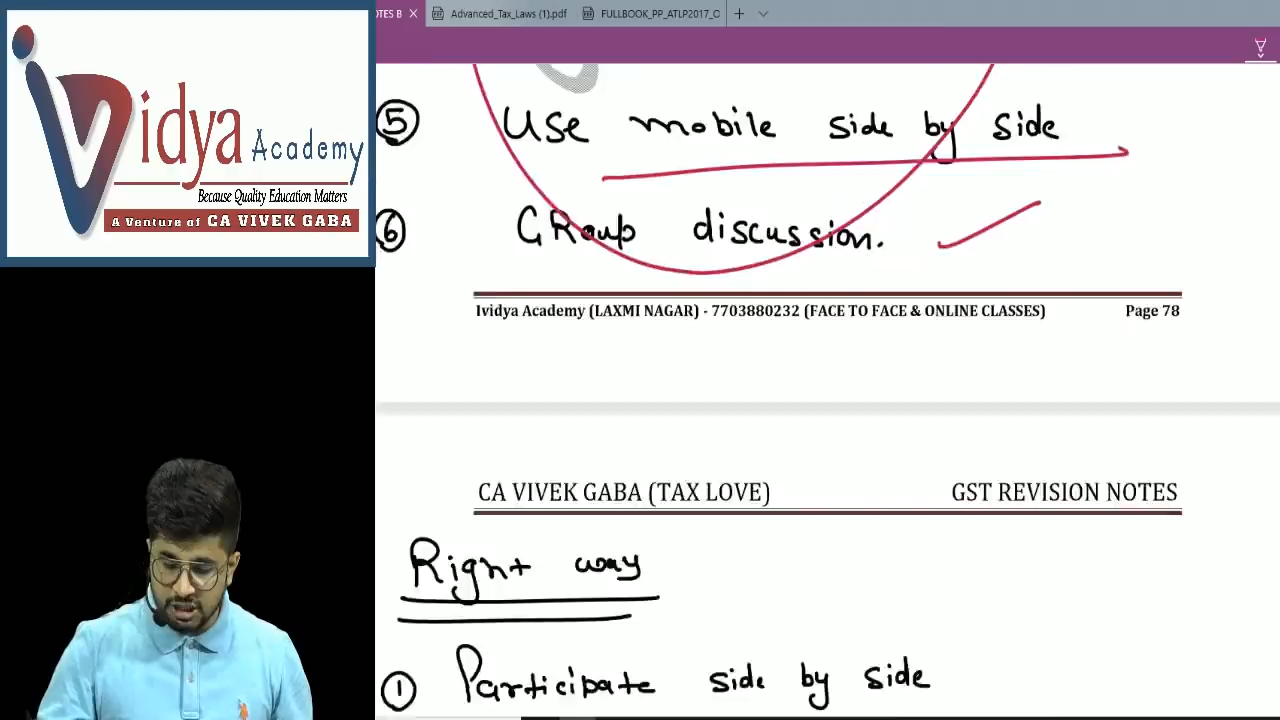 OTES B
Advanced_Tax_Laws (1).pdf
FULLBOOK_PP_ATLP2017_O
iVidya Academy
Because Quality Education Matters
A Venture of CA VIVEK GABA
5 Use mobile side by side
6 GRoup discussion.
Ividya Academy (LAXMI NAGAR) - 7703880232 (FACE TO FACE & ONLINE CLASSES) Page 78
CA VIVEK GABA (TAX LOVE) GST REVISION NOTES
Right way
1 Participate side by side